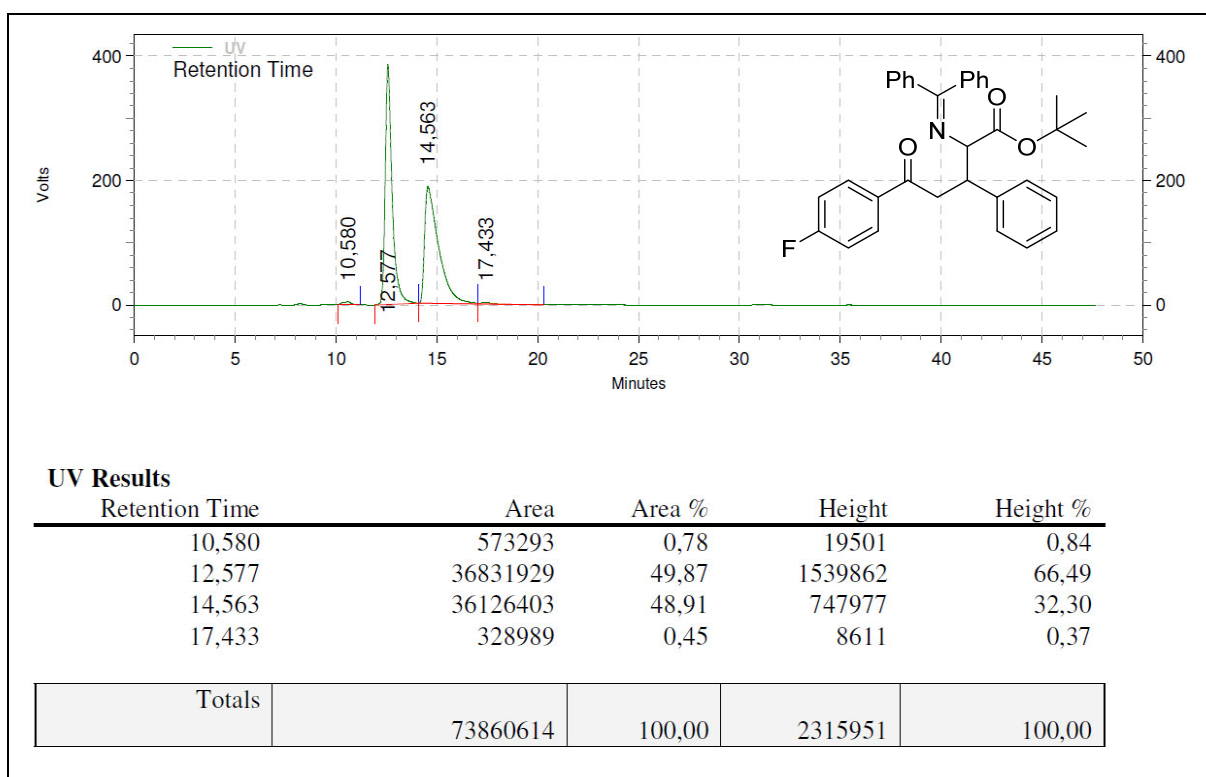 UV
Retention Time
400
200
0
Volts
400
200
0
10,580
12,577
14,563
17,433
0 5 10 15 20 25 30 35 40 45 50
Minutes
Ph Ph
N O
O O
F
UV Results
Retention Time Area Area % Height Height %
10,580 573293 0,78 19501 0,84
12,577 36831929 49,87 1539862 66,49
14,563 36126403 48,91 747977 32,30
17,433 328989 0,45 8611 0,37
Totals
73860614 100,00 2315951 100,00